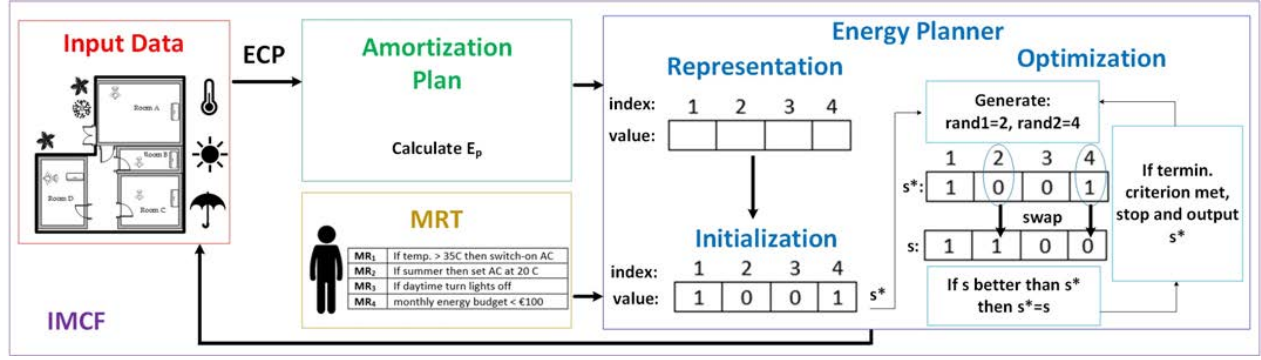 Input Data
Room A
Room B
Room C
Room D
ECP
Amortization
Plan
Calculate Ep
MRT
MR1 If temp. > 35C then switch-on AC
MR2 If summer then set AC at 20 C
MR3 If daytime turn lights off
MR4 monthly energy budget < €100
IMCF
Energy Planner
Representation
index: 1 2 3 4
value:
Initialization
index: 1 2 3 4
value: 1 0 0 1
s*
Optimization
Generate:
rand1=2, rand2=4
1 2 3 4
s*: 1 0 0 1
swap
s: 1 1 0 0
If s better than s*
then s*=s
If termin.
criterion met,
stop and output
s*